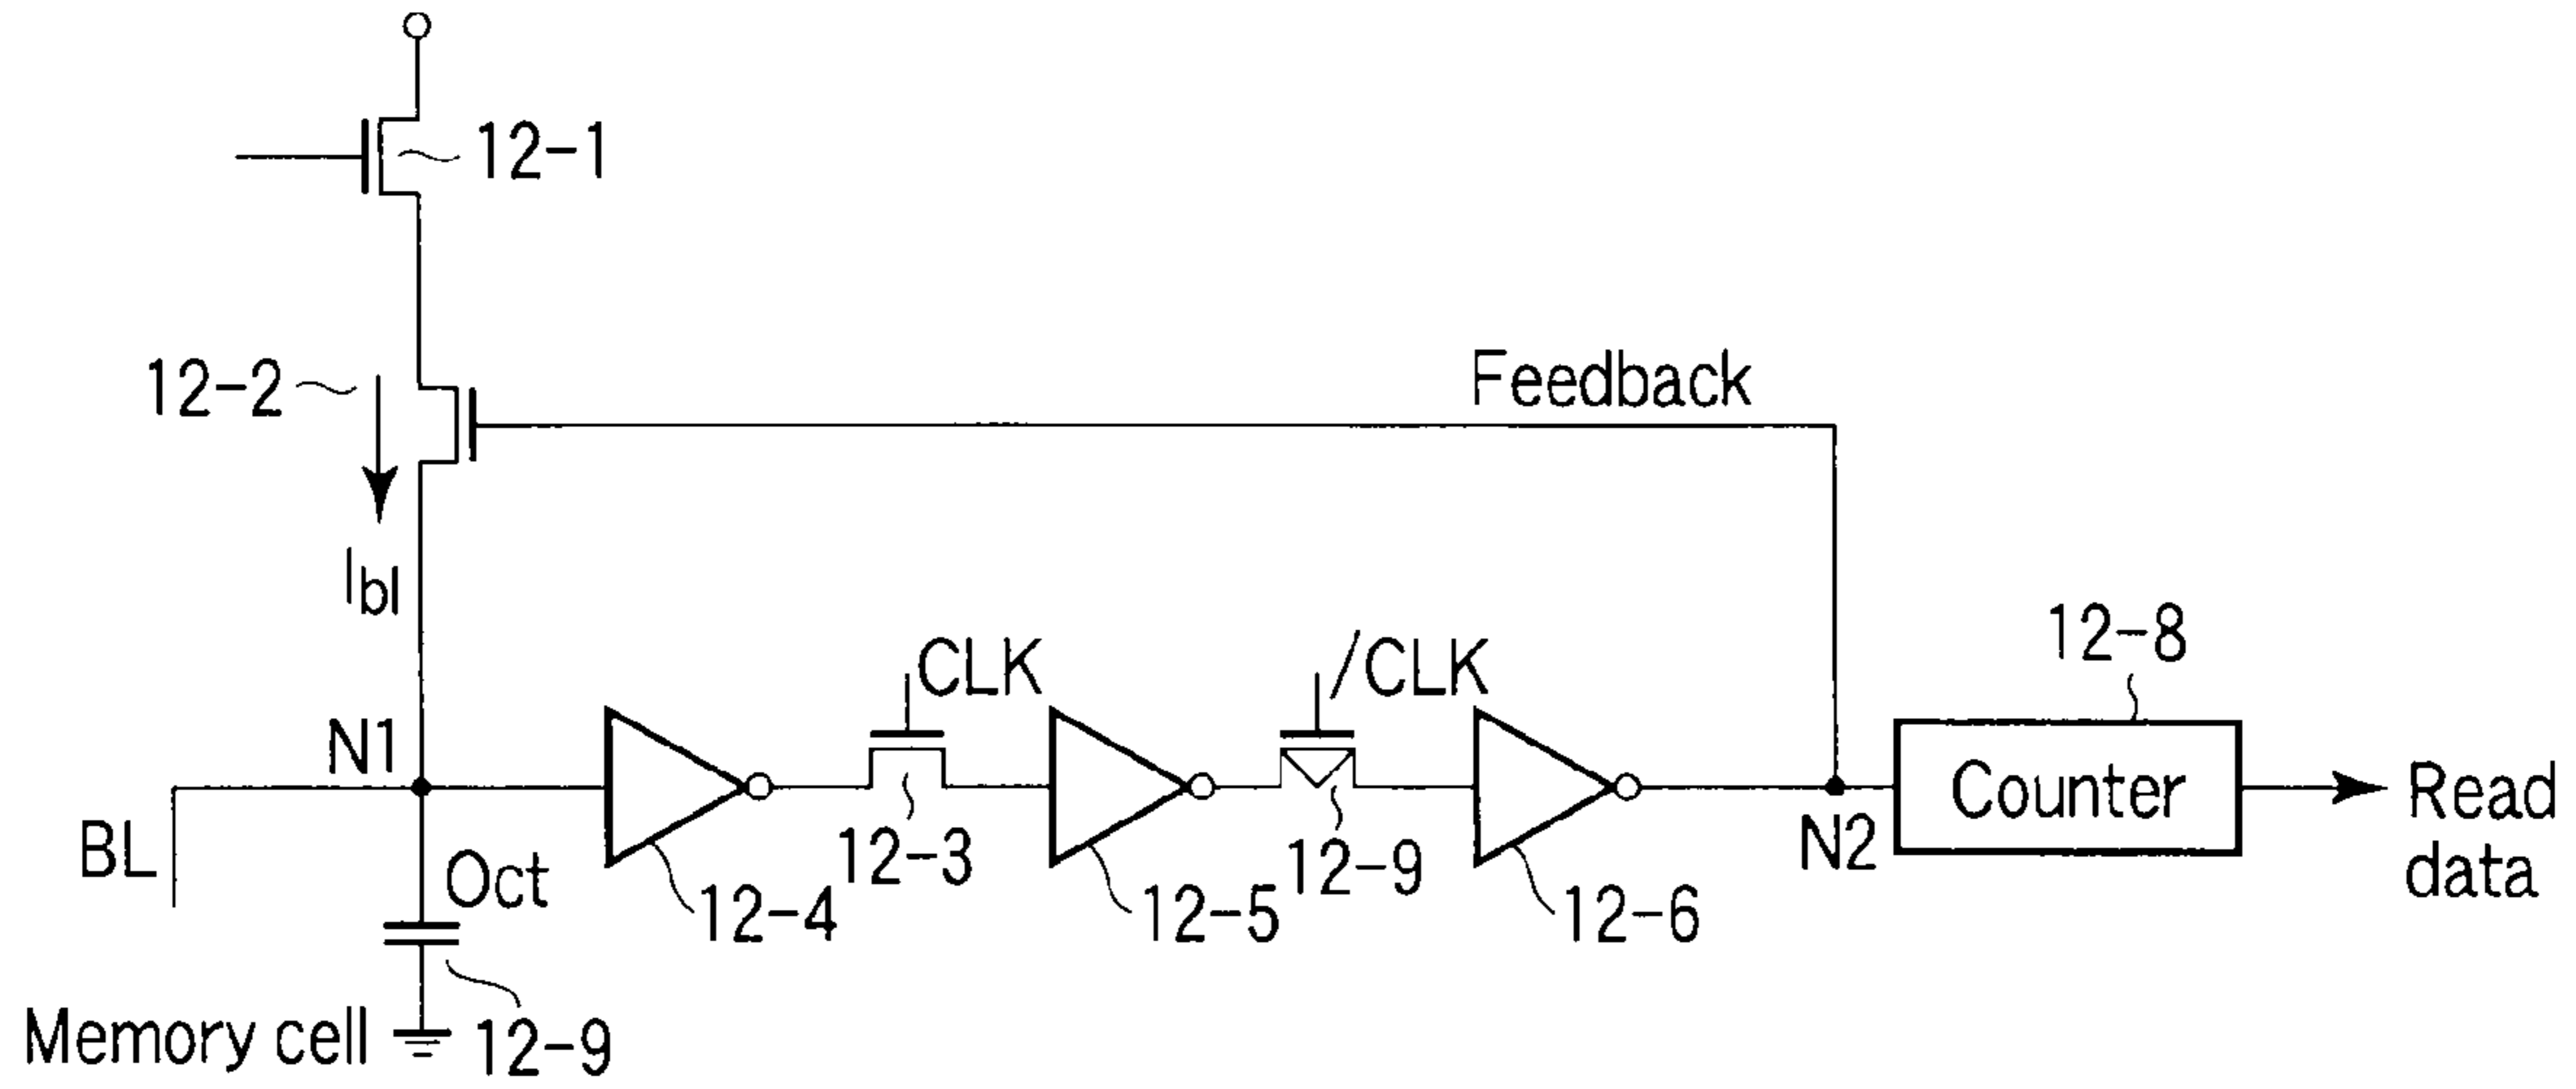 12-1
12-2
Feedback
Ibl
12-8
CLK
/CLK
N1
Counter
Read
data
BL
Oct
12-3
12-9
N2
12-4
12-5
12-6
Memory cell
12-9